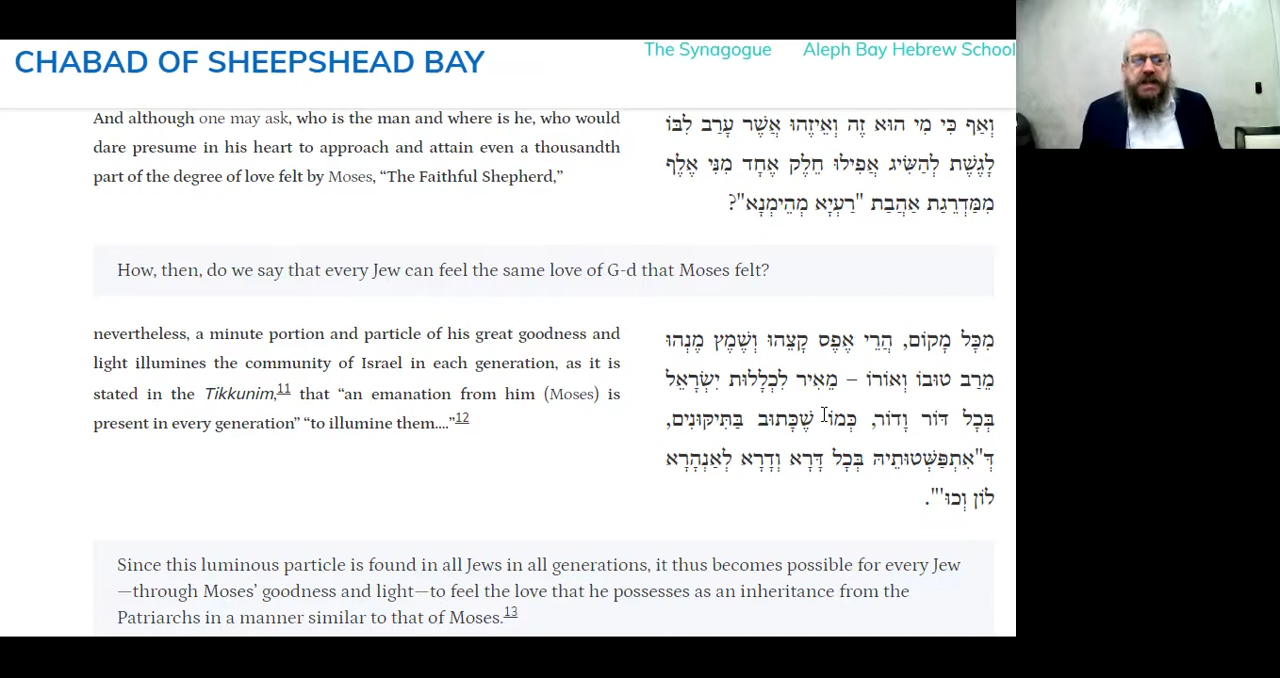 CHABAD OF SHEEPSHEAD BAY
The Synagogue
Aleph Bay Hebrew School
And although one may ask, who is the man and where is he, who would
dare presume in his heart to approach and attain even a thousandth
part of the degree of love felt by Moses, “The Faithful Shepherd,”
וְאַף כִּי מִי הוּא זֶה וְאֵיזֶהוּ אֲשֶׁר עָרַב לִבּוֹ
לָגֶשֶׁת לְהַשִּׂיג אֲפִילּוּ חֵלֶק אֶחָד מִנִּי אֶלֶף
מִמַּדְרֵגַת אַהֲבַת "רַעְיָא מְהֵימְנָא"?
How, then, do we say that every Jew can feel the same love of G-d that Moses felt?
nevertheless, a minute portion and particle of his great goodness and
light illumines the community of Israel in each generation, as it is
stated in the Tikkunim,11 that “an emanation from him (Moses) is
present in every generation” “to illumine them....”12
מִכָּל מָקוֹם, הֲרֵי אֶפֶס קָצֵהוּ וְשֶׁמֶץ מֶנְהוּ
מֵרַב טוּבוֹ וְאוֹרוֹ – מֵאִיר לִכְלָלוּת יִשְׂרָאֵל
בְּכָל דּוֹר וָדוֹר, כְּמוֹ שֶׁכָּתוּב בַּתִּיקּוּנִים,
דְּ"אִתְפַּשְּׁטוּתֵיהּ בְּכָל דָּרָא וְדָרָא לְאַנְהָרָא
לוֹן וְכוּ'".
Since this luminous particle is found in all Jews in all generations, it thus becomes possible for every Jew
—through Moses’ goodness and light—to feel the love that he possesses as an inheritance from the
Patriarchs in a manner similar to that of Moses.13